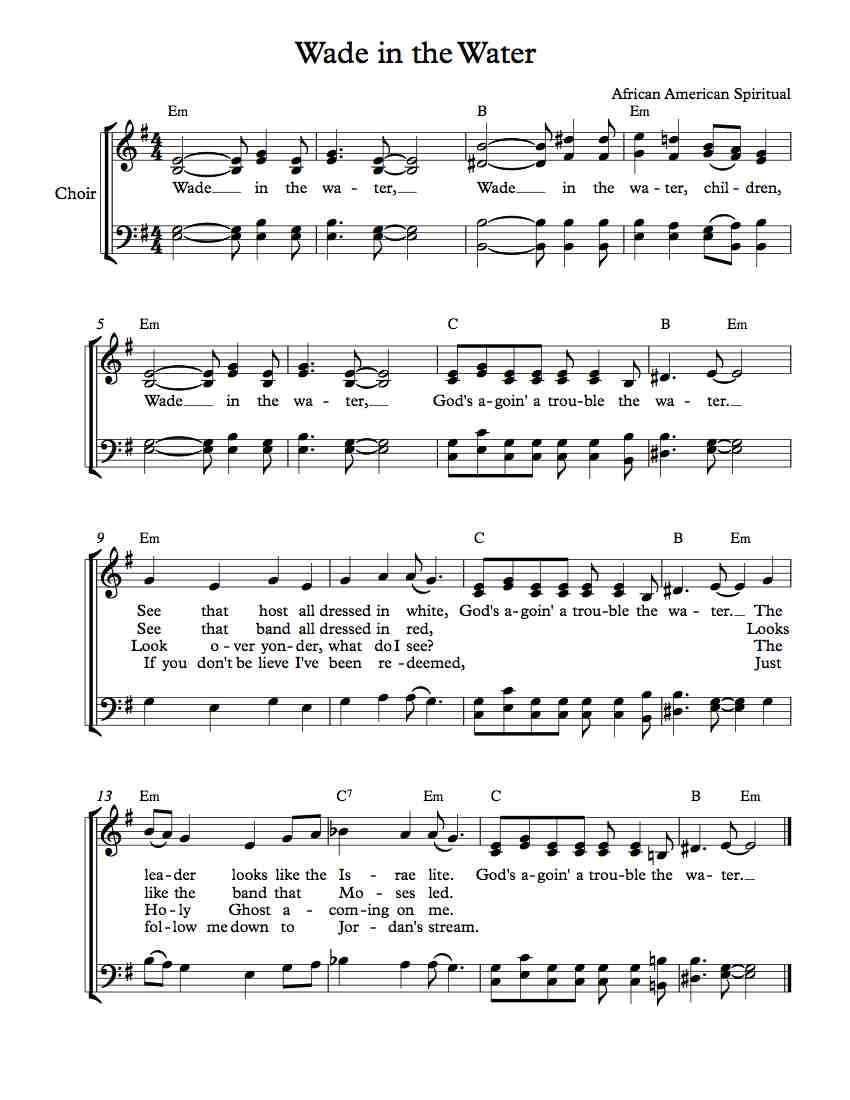 Wade in the Water
African American Spiritual
Em B Em
Choir
Wade in the wa - ter, Wade in the wa - ter, chil - dren,
5 Em C B Em
Wade in the wa - ter, God's a-goin' a trou-ble the wa - ter.
9 Em C B Em
See that host all dressed in white, God's a-goin' a trou-ble the wa - ter. The
See that band all dressed in red, Looks
Look o - ver yon- der, what do I see? The
If you don't be lieve I've been re - deemed, Just
13 Em C7 Em C B Em
lea - der looks like the Is - rae lite. God's a-goin' a trou-ble the wa - ter.
like the band that Mo - ses led.
Ho - ly Ghost a - com-ing on me.
fol - low me down to Jor - dan's stream.